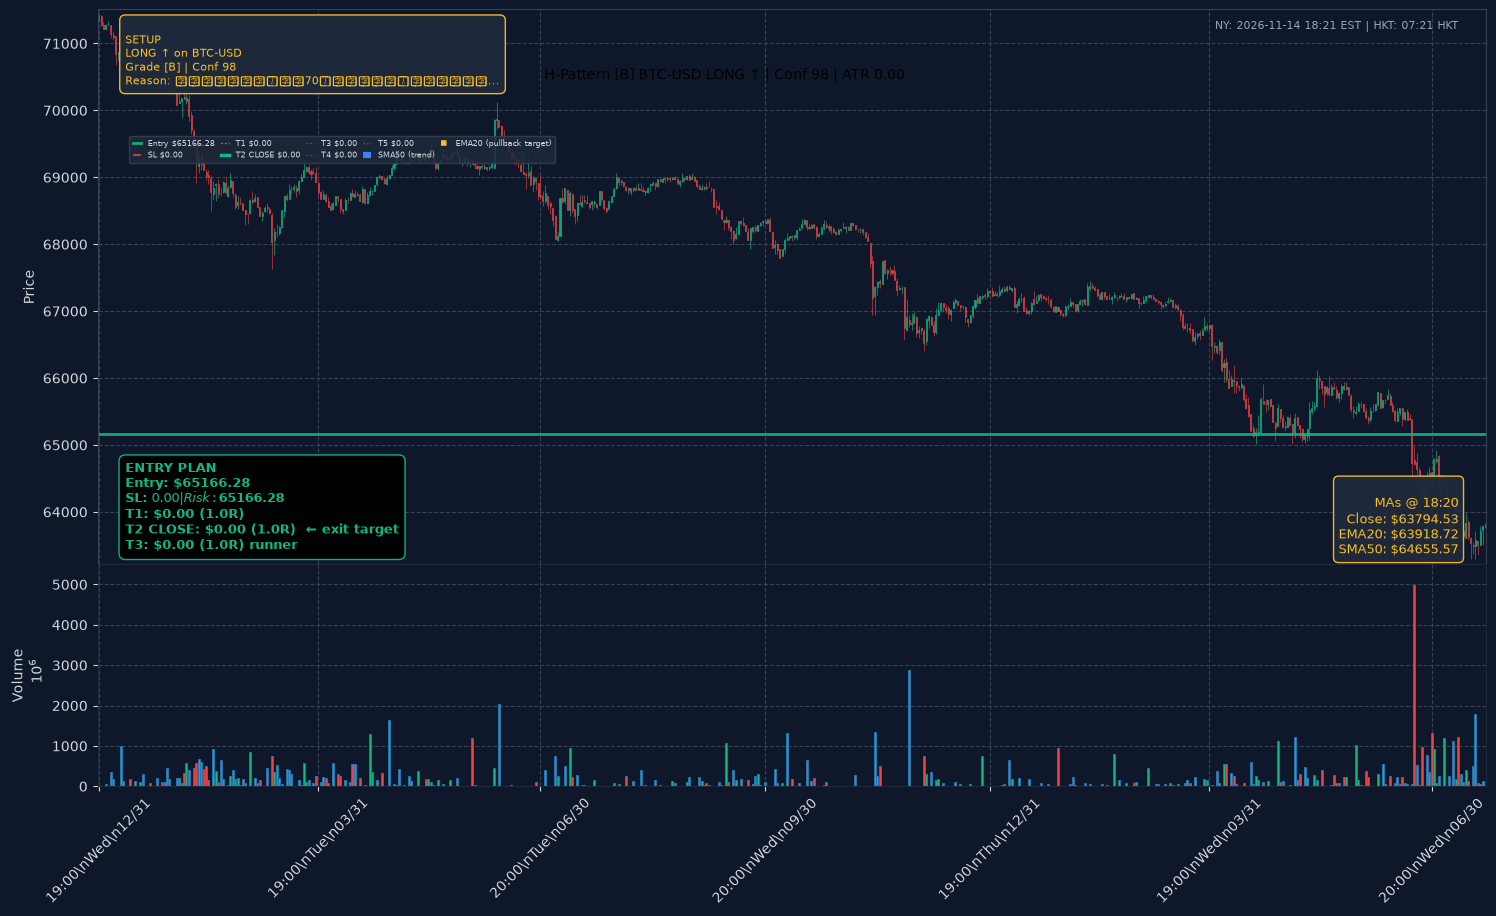 NY: 2026-11-14 18:21 EST | HKT: 07:21 HKT
SETUP
LONG ↑ on BTC-USD
Grade [B] | Conf 98
Reason: 70
H-Pattern [B] BTC-USD LONG ↑ | Conf 98 | ATR 0.00
Entry $65166.28
SL $0.00
T1 $0.00
T2 CLOSE $0.00
T3 $0.00
T4 $0.00
T5 $0.00
SMA50 (trend)
EMA20 (pullback target)
Price
71000
70000
69000
68000
67000
66000
65000
64000
ENTRY PLAN
Entry: $65166.28
SL: 0.00|Risk:65166.28
T1: $0.00 (1.0R)
T2 CLOSE: $0.00 (1.0R) ← exit target
T3: $0.00 (1.0R) runner
MAs @ 18:20
Close: $63794.53
EMA20: $63918.72
SMA50: $64655.57
Volume
10⁶
5000
4000
3000
2000
1000
0
19:00\nWed\n12/31
19:00\nTue\n03/31
20:00\nTue\n06/30
20:00\nWed\n09/30
19:00\nThu\n12/31
19:00\nWed\n03/31
20:00\nWed\n06/30